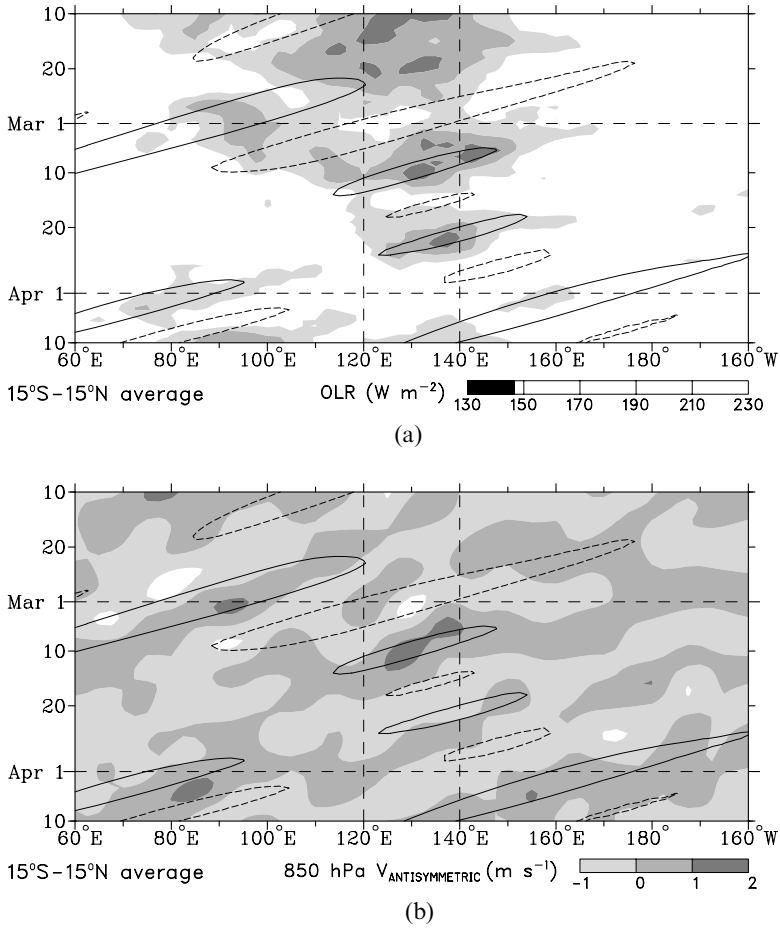 10
20
Mar 1
10
20
Apr 1
10
60°E 80°E 100°E 120°E 140°E 160°E 180° 160°W
15°S-15°N average OLR (W m⁻²) 130 150 170 190 210 230
(a)
10
20
Mar 1
10
20
Apr 1
10
60°E 80°E 100°E 120°E 140°E 160°E 180° 160°W
15°S-15°N average 850 hPa V_ANTISYMMETRIC (m s⁻¹) -1 0 1 2
(b)